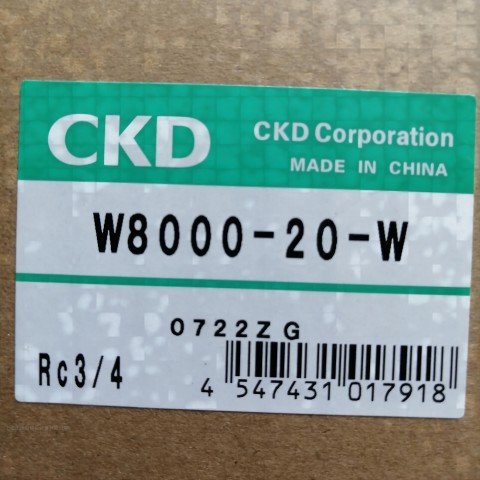 CKD
CKD Corporation
MADE IN CHINA
W8000-20-W
0722ZG
Rc3/4
4 547431 017918